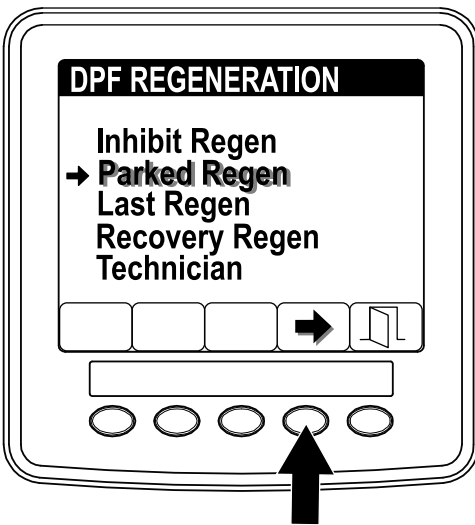 DPF REGENERATION
Inhibit Regen
Parked Regen
Last Regen
Recovery Regen
Technician